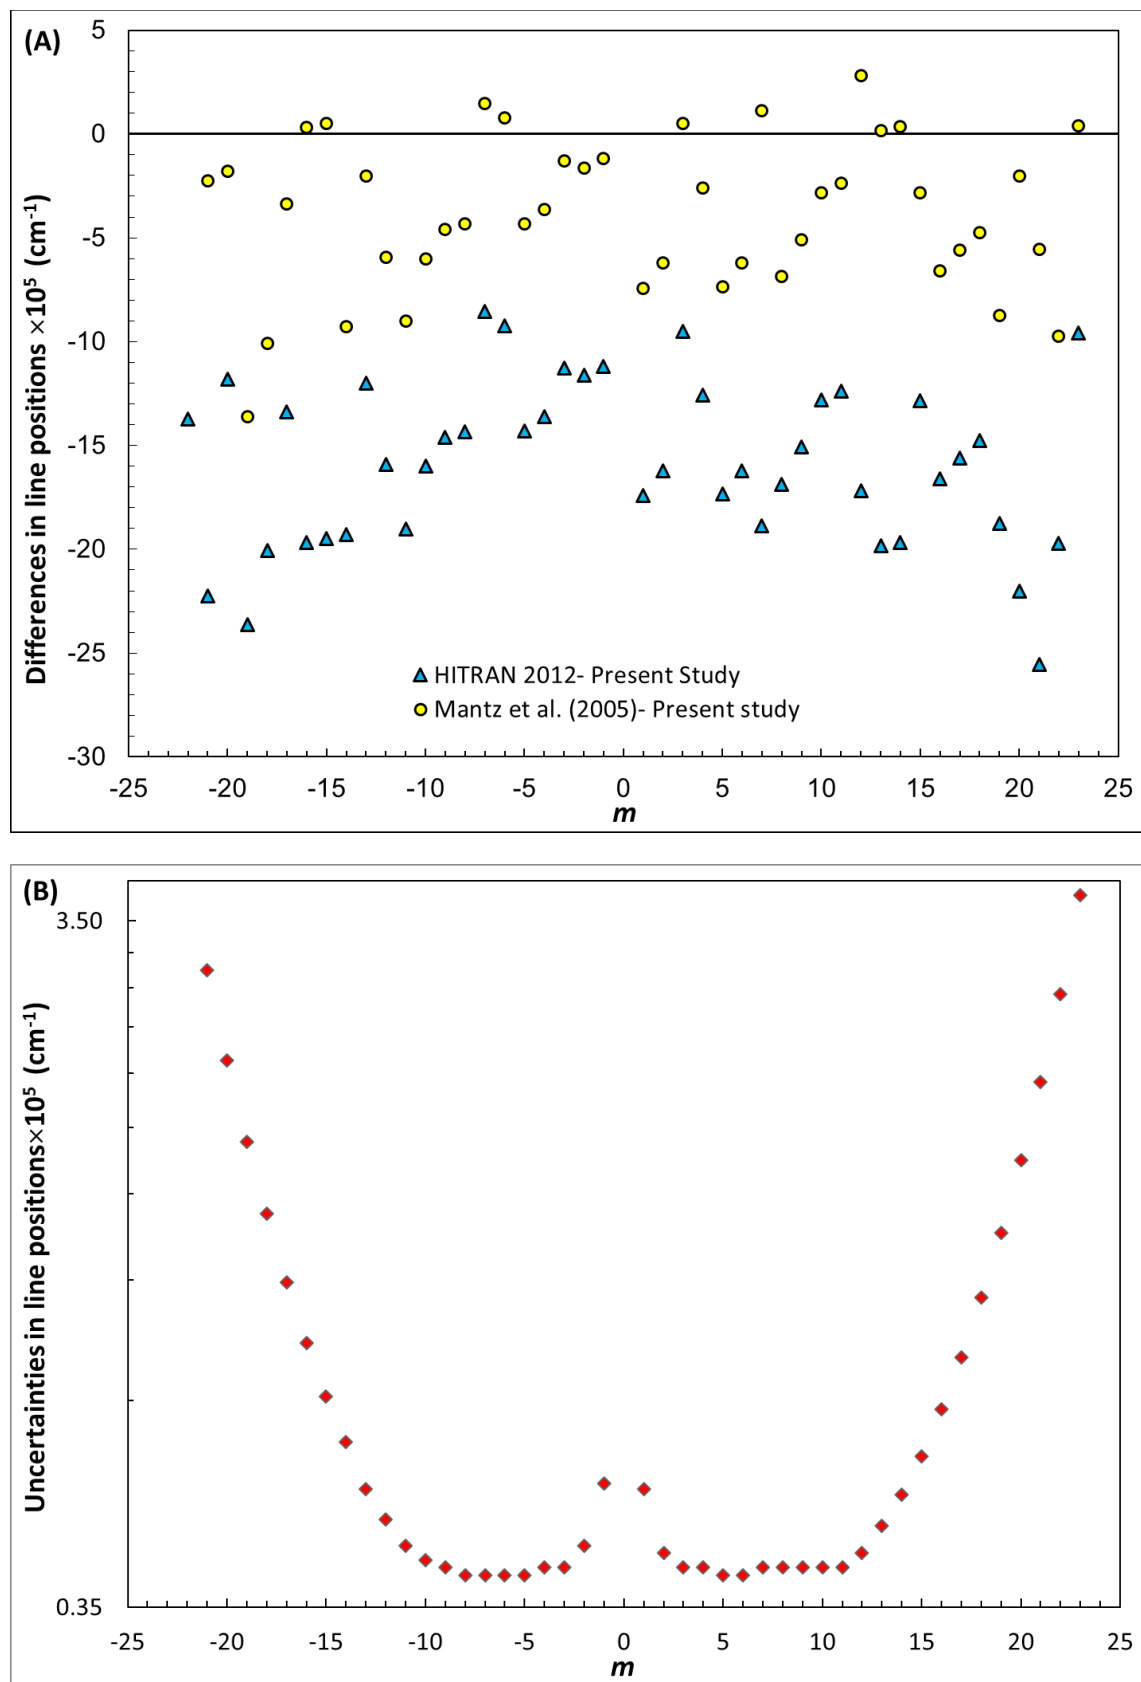 (A)
Differences in line positions ×10⁵ (cm⁻¹)
5
0
-5
-10
-15
-20
-25
-30
HITRAN 2012- Present Study
Mantz et al. (2005)- Present study
-25 -20 -15 -10 -5 0 5 10 15 20 25
m
(B)
Uncertainties in line positions×10⁵ (cm⁻¹)
3.50
0.35
-25 -20 -15 -10 -5 0 5 10 15 20 25
m